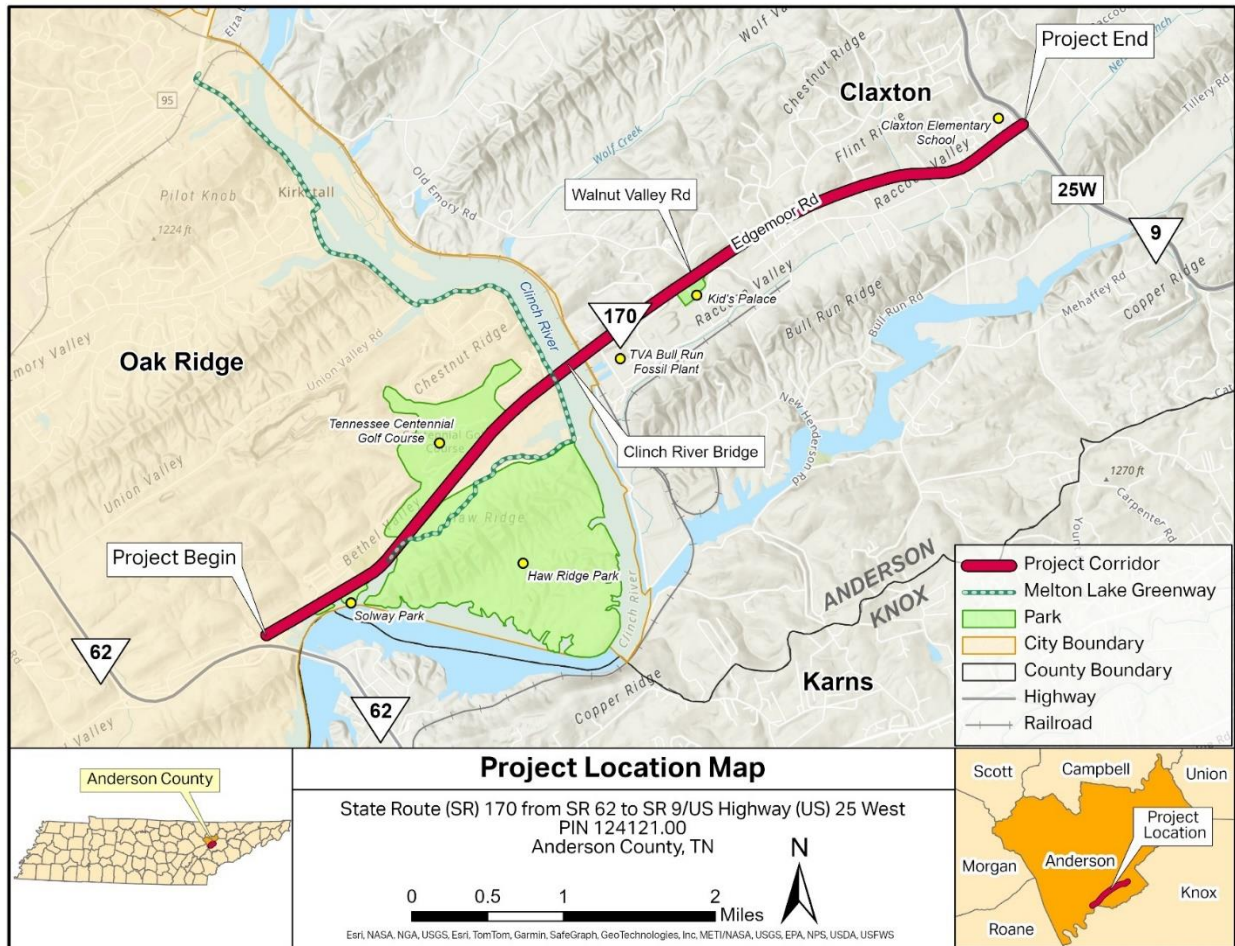 Elza
95
Pilot Knob
1224 ft
Old Emory Rd
Wolf Creek
Wolf Valley
Chestnut Ridge
Claxton
Project End
Claxton Elementary
School
Flint Ridge
Raccoon Valley
Tillery Rd
25W
9
Walnut Valley Rd
Edgemoor Rd
Clinch River
170
Kid's Palace
Raccoon Valley
TVA Bull Run
Fossil Plant
Bull Run Ridge
Bull Run Rd
Mehaffey Rd
Copper Ridge
Oak Ridge
Union Valley Rd
Chestnut Ridge
Tennessee Centennial
Golf Course
Clinch River Bridge
New Henderson Rd
1270 ft
Carpenter Rd
Union Valley
Bethel Valley
Haw Ridge
Project Begin
Haw Ridge Park
Solway Park
Clinch River
ANDERSON
KNOX
62
62
Copper Ridge
Karns
Project Corridor
Melton Lake Greenway
Park
City Boundary
County Boundary
Highway
Railroad
Anderson County
Project Location Map
State Route (SR) 170 from SR 62 to SR 9/US Highway (US) 25 West
PIN 124121.00
Anderson County, TN
N
0 0.5 1 2
Miles
Esri, NASA, NGA, USGS, Esri, TomTom, Garmin, SafeGraph, GeoTechnologies, Inc, METI/NASA, USGS, EPA, NPS, USDA, USFWS
Scott
Campbell
Union
Project
Location
Morgan
Anderson
Knox
Roane